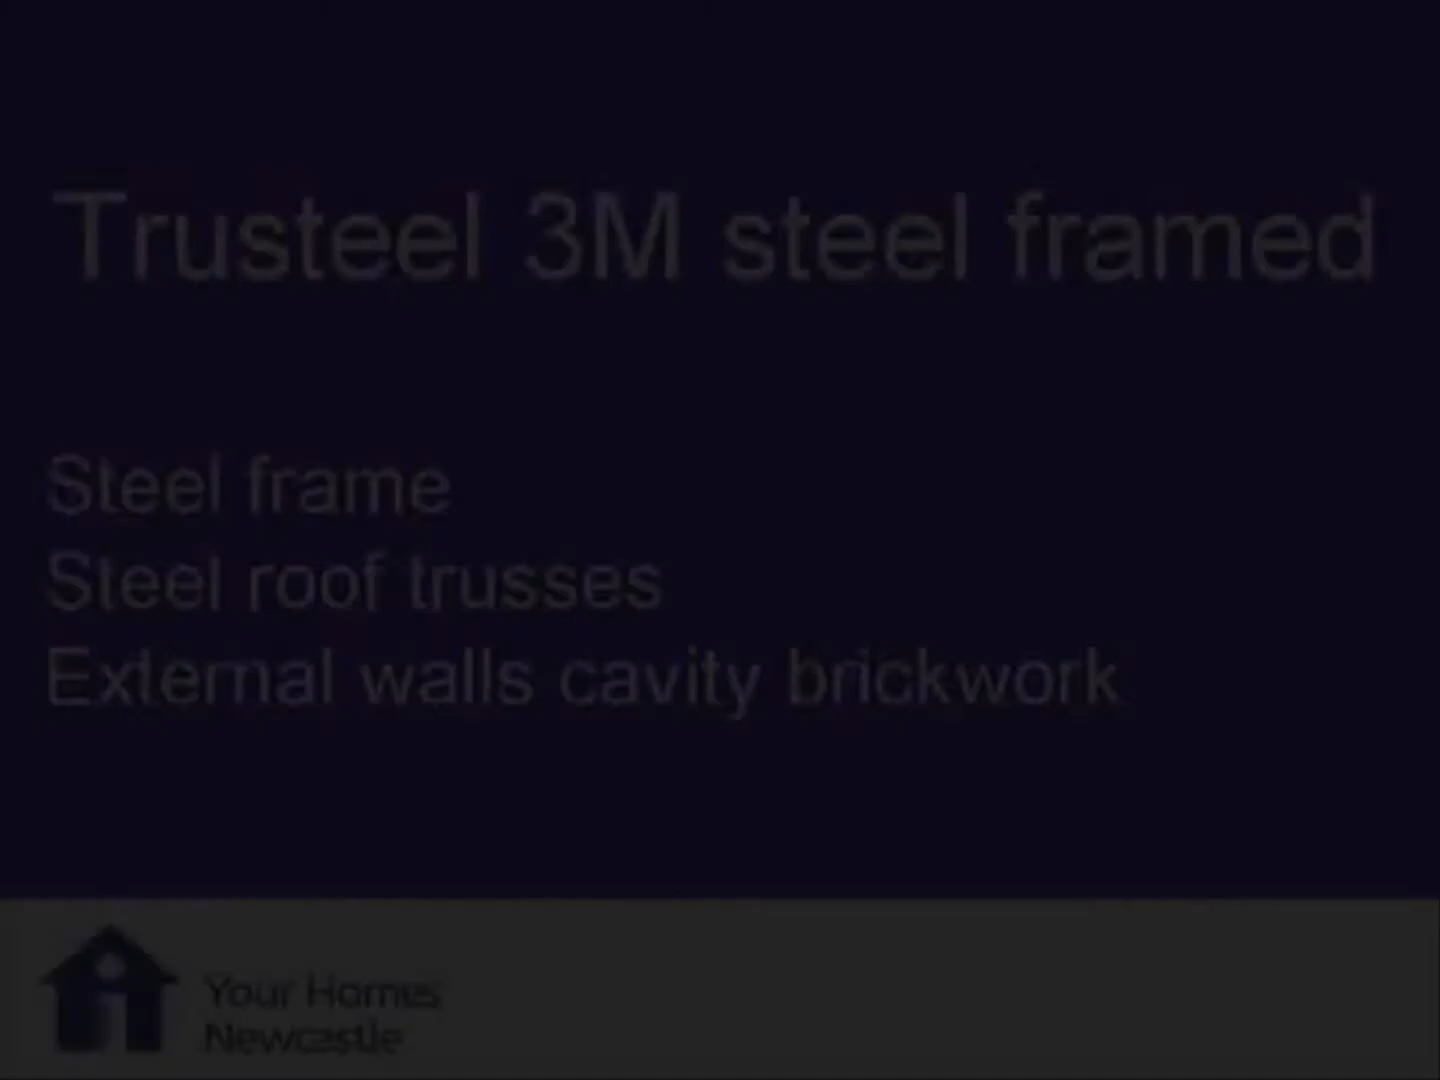 Trusteel 3M steel framed
Steel frame
Steel roof trusses
External walls cavity brickwork
Your Homes
Newcastle